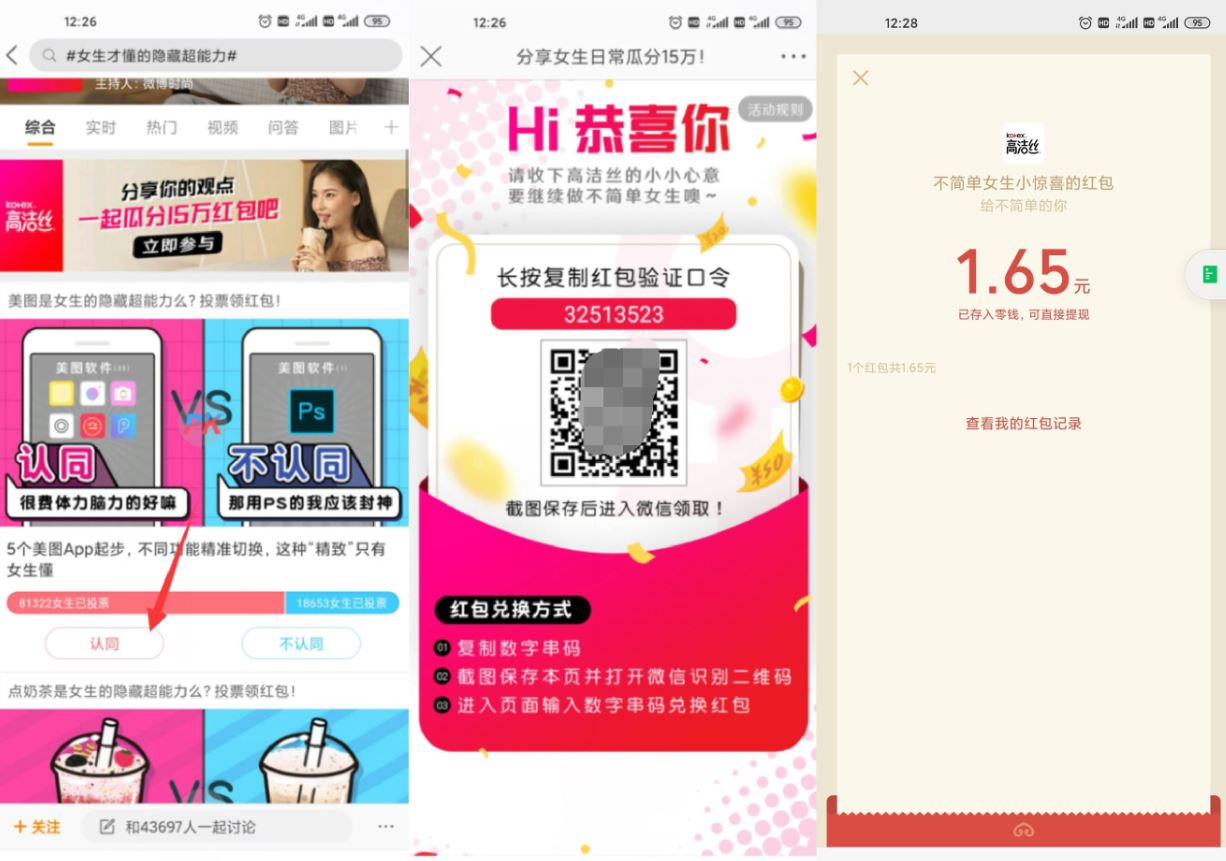 12:26
4G
4G
95
#女生才懂的隐藏超能力#
主持人:微博时尚
综合
实时
热门
视频
问答
图片
分享你的观点
一起瓜分15万红包吧
立即参与
kotex
高洁丝
美图是女生的隐藏超能力么?投票领红包!
美图软件
美图软件
Ps
VS
PK
认同
很费体力脑力的好嘛
不认同
那用PS的我应该封神
5个美图App起步,不同功能精准切换,这种“精致”只有
女生懂
81322女生已投票
18653女生已投票
认同
不认同
点奶茶是女生的隐藏超能力么?投票领红包!
VS
+ 关注
和43697人一起讨论
12:26
4G
4G
95
分享女生日常瓜分15万!
活动规则
Hi 恭喜你
请收下高洁丝的小小心意
要继续做不简单女生噢~
¥20
长按复制红包验证口令
32513523
¥50
截图保存后进入微信领取!
红包兑换方式
01 复制数字串码
02 截图保存本页并打开微信识别二维码
03 进入页面输入数字串码兑换红包
12:28
4G
4G
95
kotex
高洁丝
不简单女生小惊喜的红包
给不简单的你
1.65元
已存入零钱,可直接提现
1个红包共1.65元
查看我的红包记录